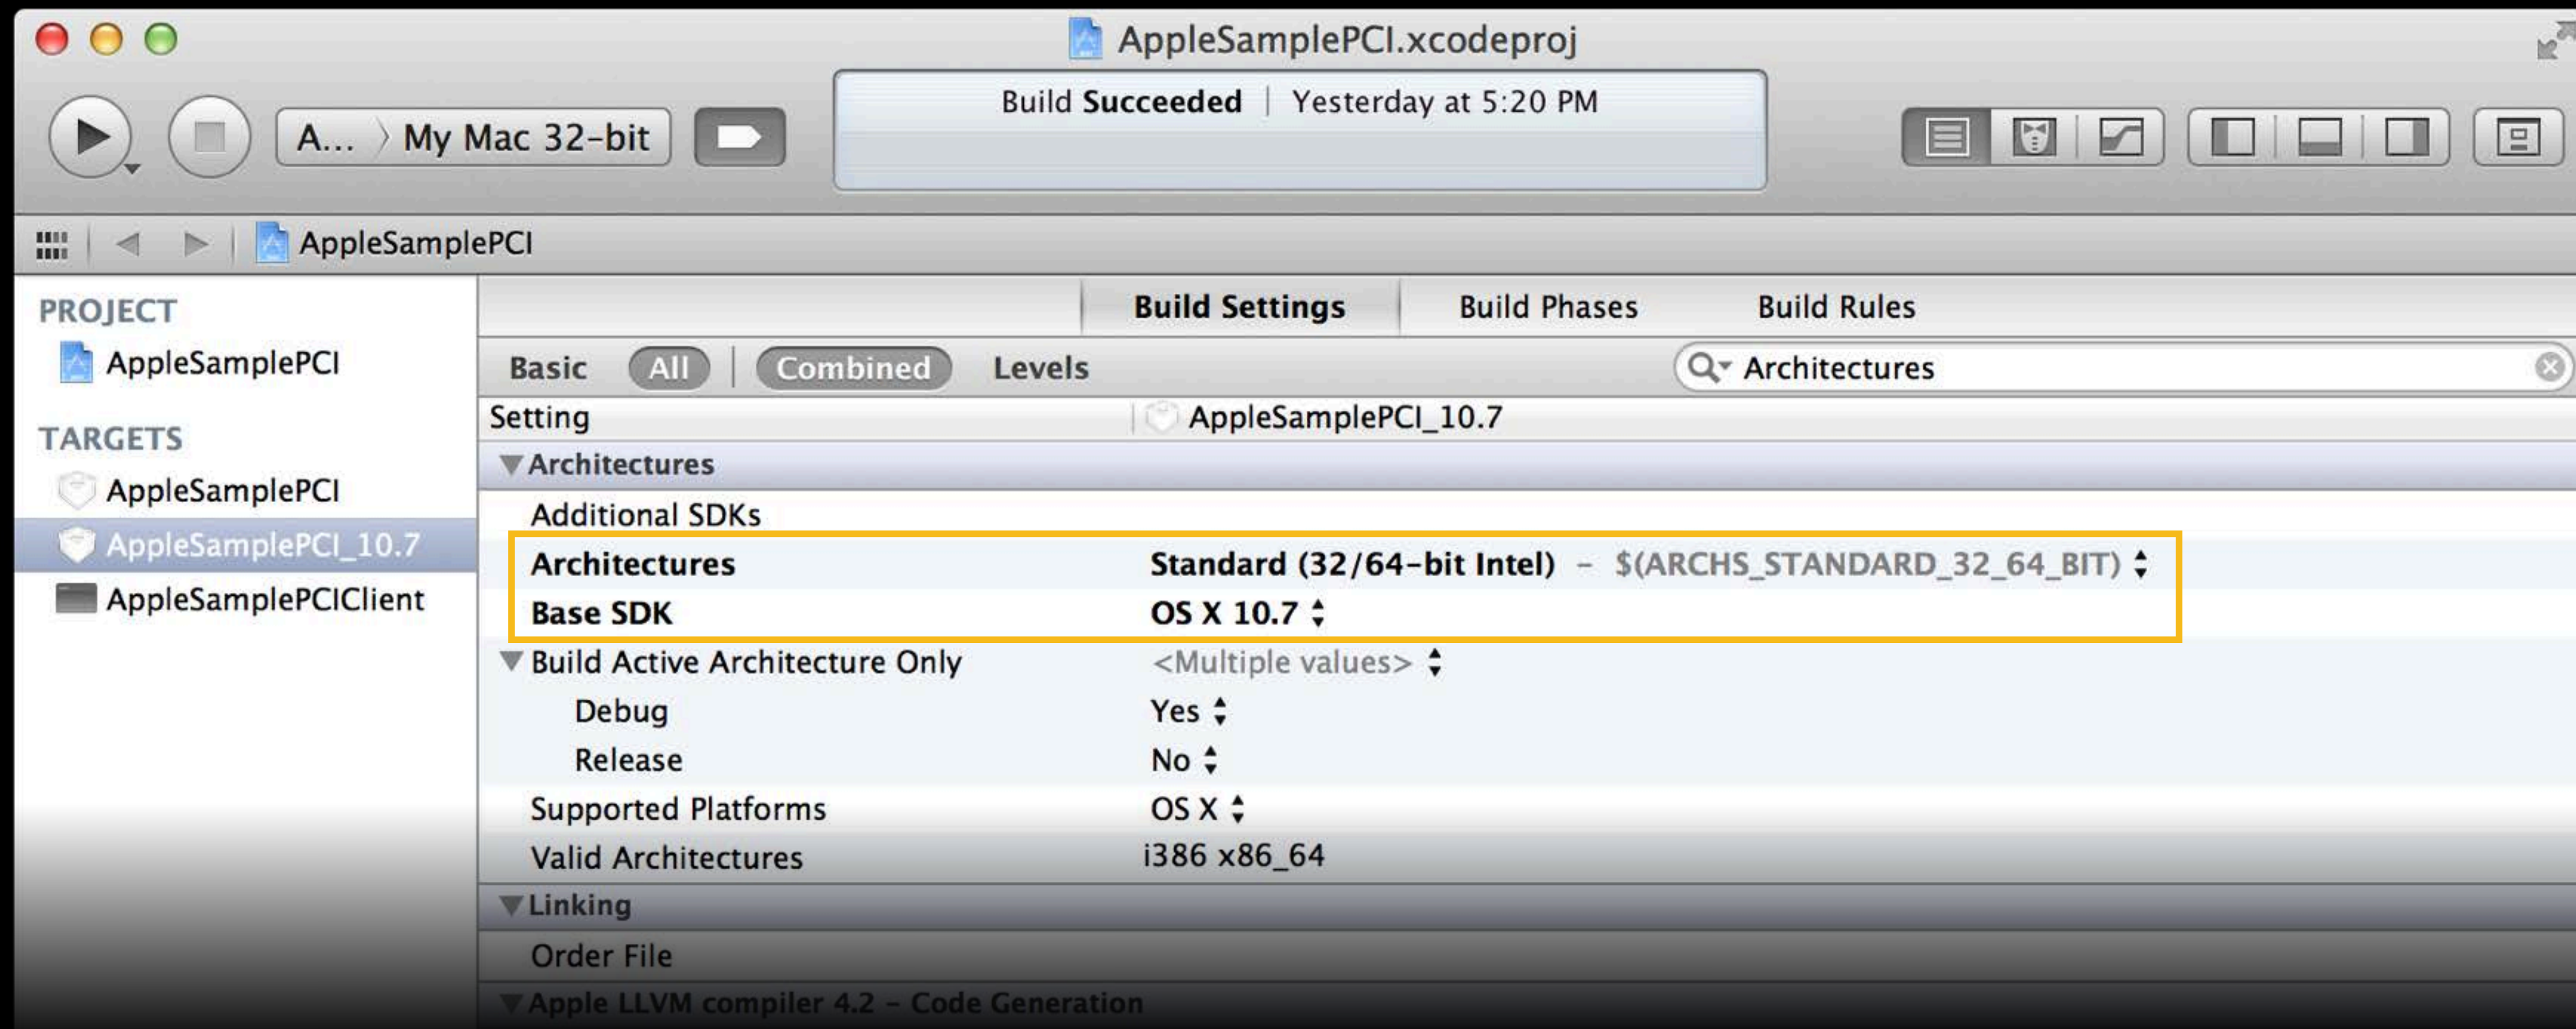 AppleSamplePCI.xcodeproj
Build Succeeded | Yesterday at 5:20 PM
A... 〉 My Mac 32-bit
AppleSamplePCI
PROJECT
AppleSamplePCI
TARGETS
AppleSamplePCI
AppleSamplePCI_10.7
AppleSamplePCIClient
Build Settings Build Phases Build Rules
Basic All | Combined Levels Architectures
Setting AppleSamplePCI_10.7
Architectures
Additional SDKs
Architectures Standard (32/64-bit Intel) – $(ARCHS_STANDARD_32_64_BIT)
Base SDK OS X 10.7
Build Active Architecture Only <Multiple values>
Debug Yes
Release No
Supported Platforms OS X
Valid Architectures i386 x86_64
Linking
Order File
Apple LLVM compiler 4.2 – Code Generation